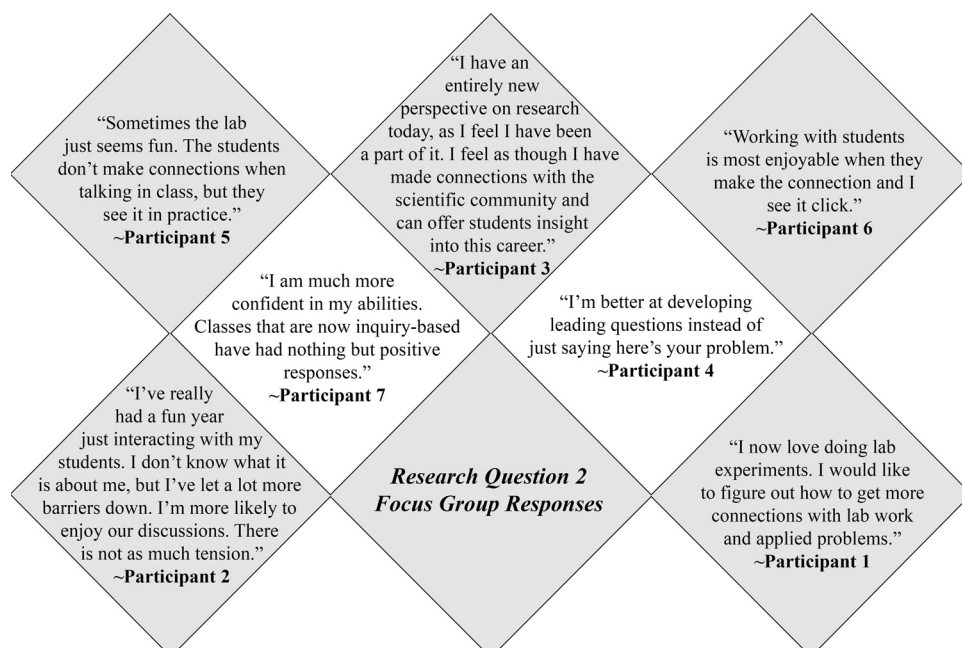 “Sometimes the lab
just seems fun. The students
don’t make connections when
talking in class, but they
see it in practice.”
~Participant 5
“I have an
entirely new
perspective on research
today, as I feel I have been
a part of it. I feel as though I have
made connections with the
scientific community and
can offer students insight
into this career.”
~Participant 3
“Working with students
is most enjoyable when they
make the connection and I
see it click.”
~Participant 6
“I am much more
confident in my abilities.
Classes that are now inquiry-based
have had nothing but positive
responses.”
~Participant 7
“I’m better at developing
leading questions instead of
just saying here’s your problem.”
~Participant 4
“I’ve really
had a fun year
just interacting with my
students. I don’t know what it
is about me, but I’ve let a lot more
barriers down. I’m more likely to
enjoy our discussions. There
is not as much tension.”
~Participant 2
Research Question 2
Focus Group Responses
“I now love doing lab
experiments. I would like
to figure out how to get more
connections with lab work
and applied problems.”
~Participant 1